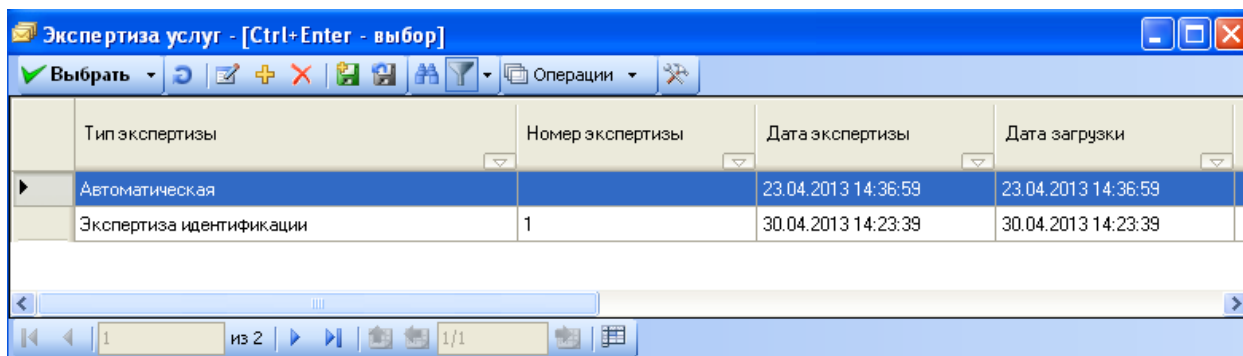 Экспертиза услуг - [Ctrl+Enter - выбор]
Выбрать Операции
Тип экспертизы Номер экспертизы Дата экспертизы Дата загрузки
Автоматическая 23.04.2013 14:36:59 23.04.2013 14:36:59
Экспертиза идентификации 1 30.04.2013 14:23:39 30.04.2013 14:23:39
1 из 2 1/1